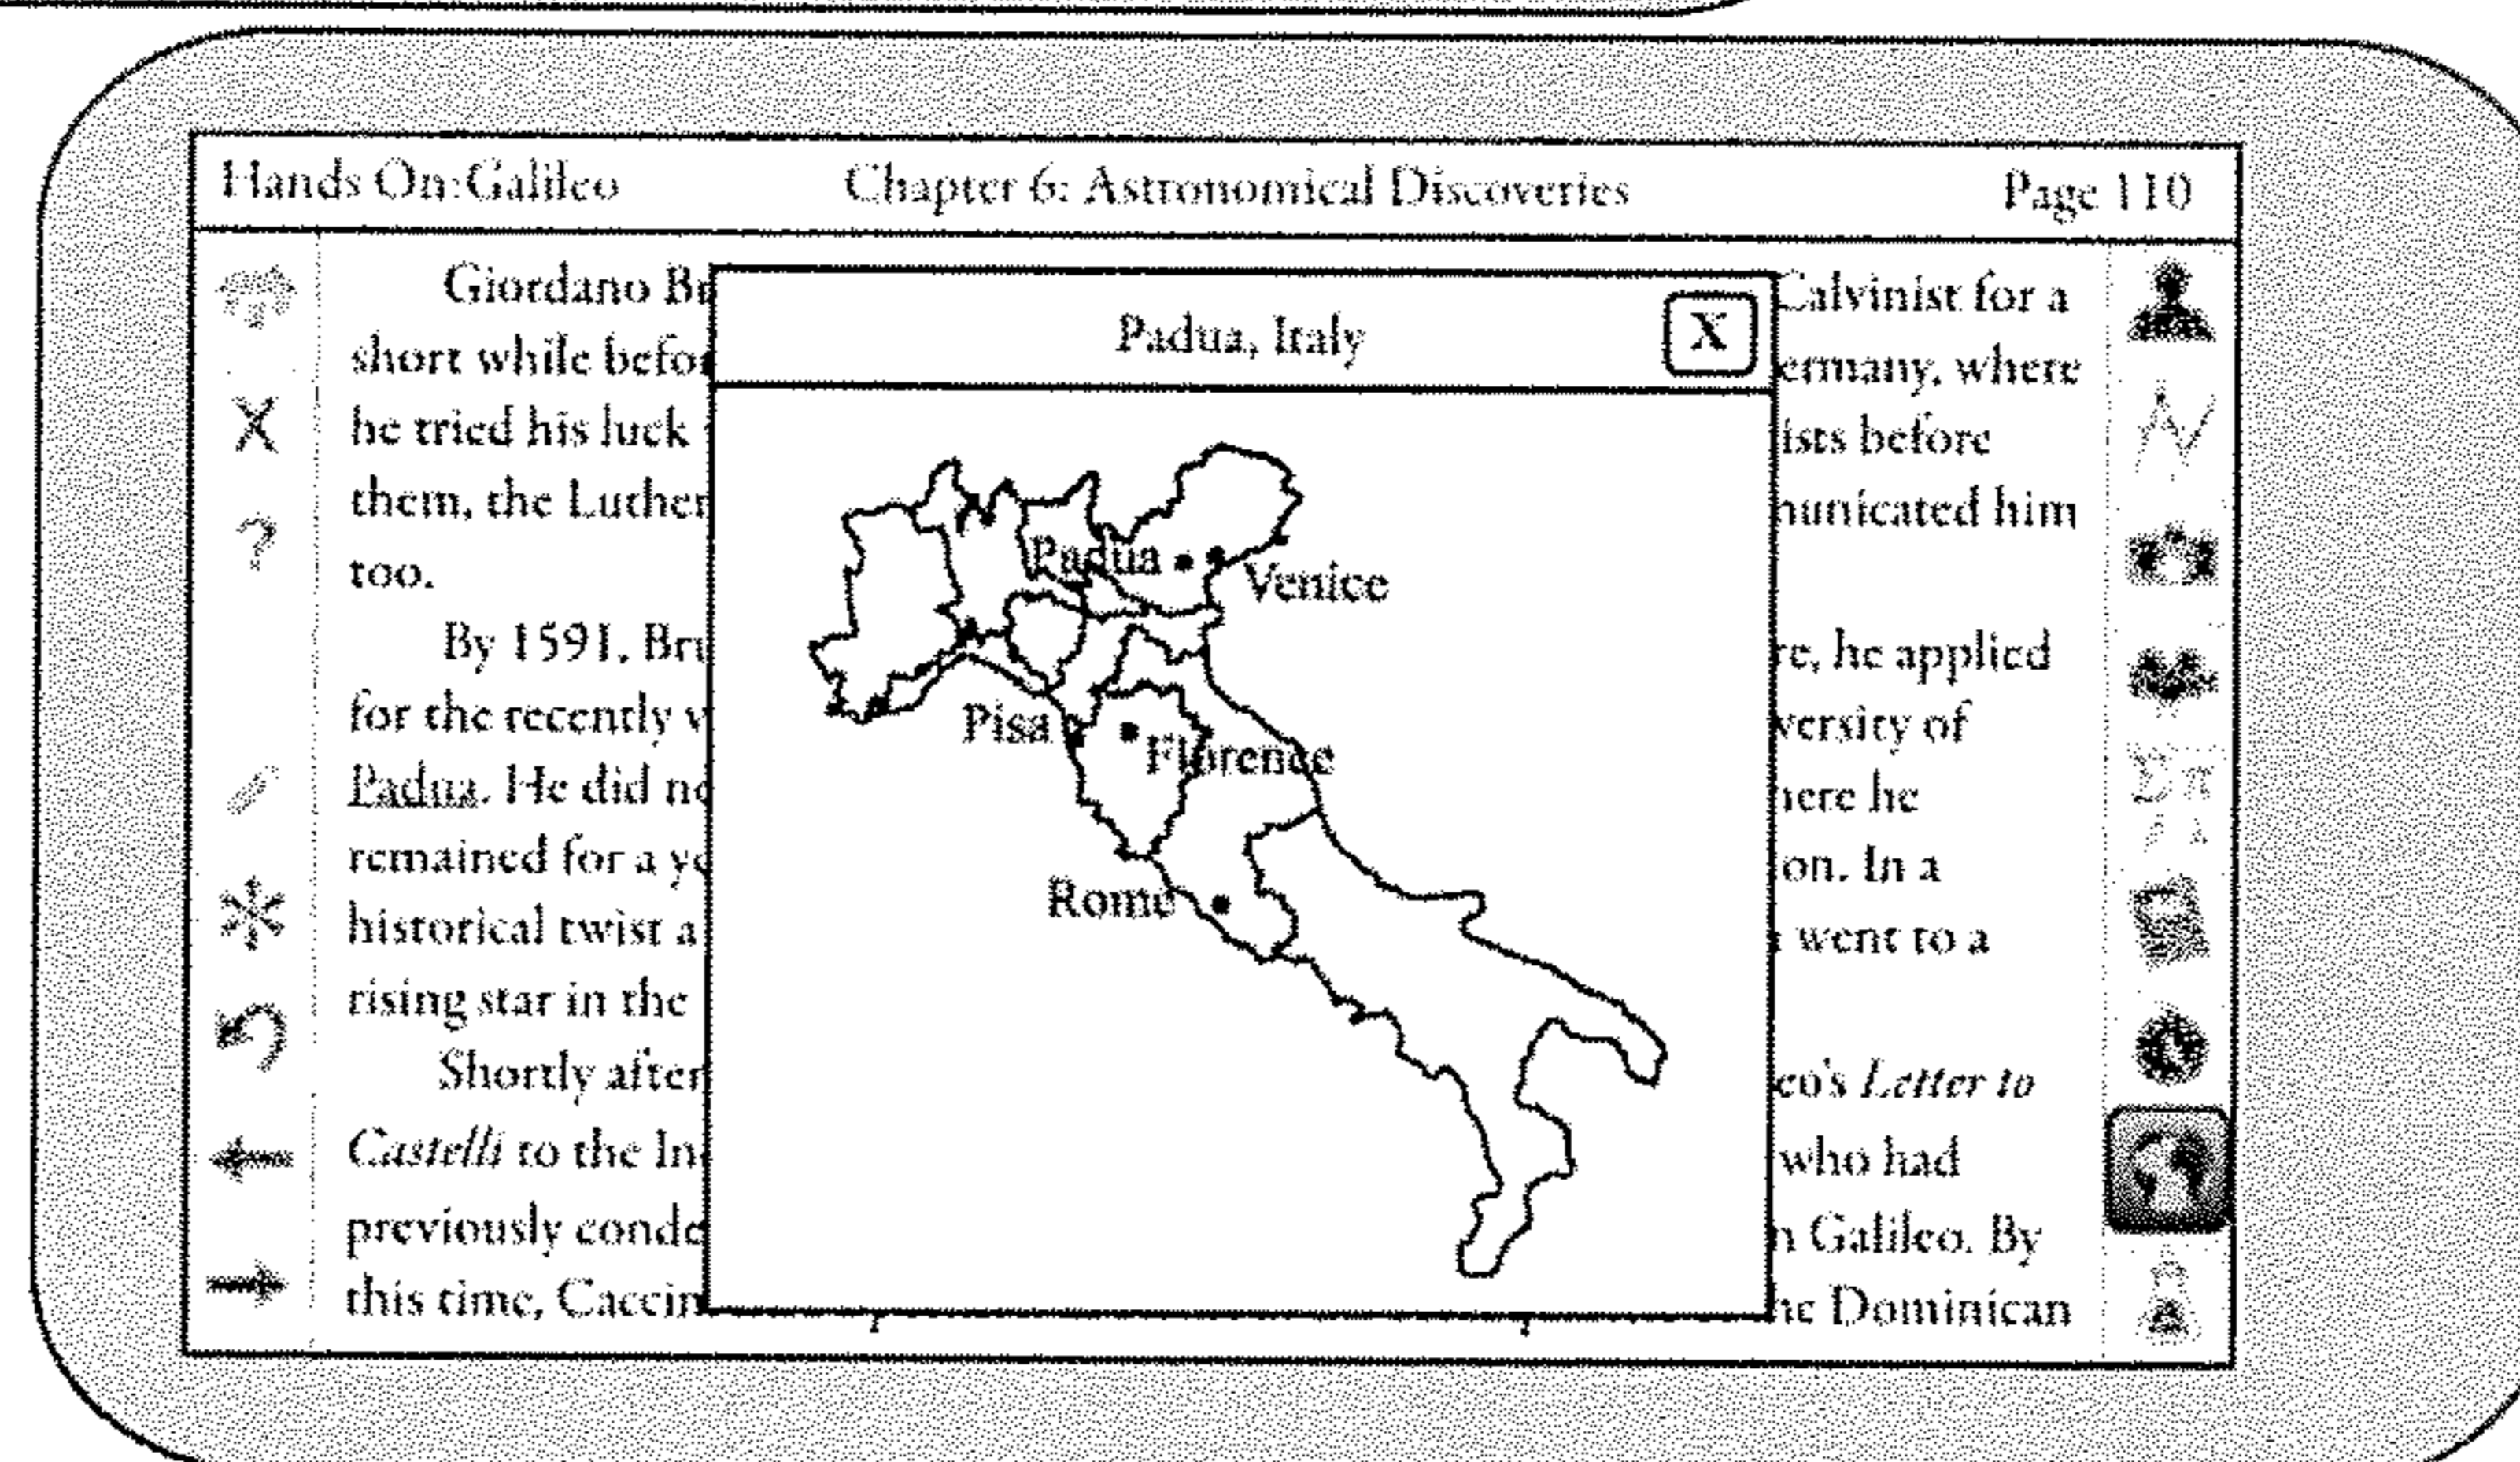 Hands On: Galileo Chapter 6: Astronomical Discoveries Page 110
Giordano Br Calvinist for a
short while befor ermany, where
he tried his luck ists before
them, the Luther municated him
too.
By 1591, Bru re, he applied
for the recently v versity of
Padua. He did no here he
remained for a ye on. In a
historical twist a went to a
rising star in the
Shortly after eo's Letter to
Castelli to the In who had
previously conde n Galileo. By
this time, Caccin he Dominican
Padua, Italy X
Padua
Venice
Pisa
Florence
Rome
X
?
Σ π